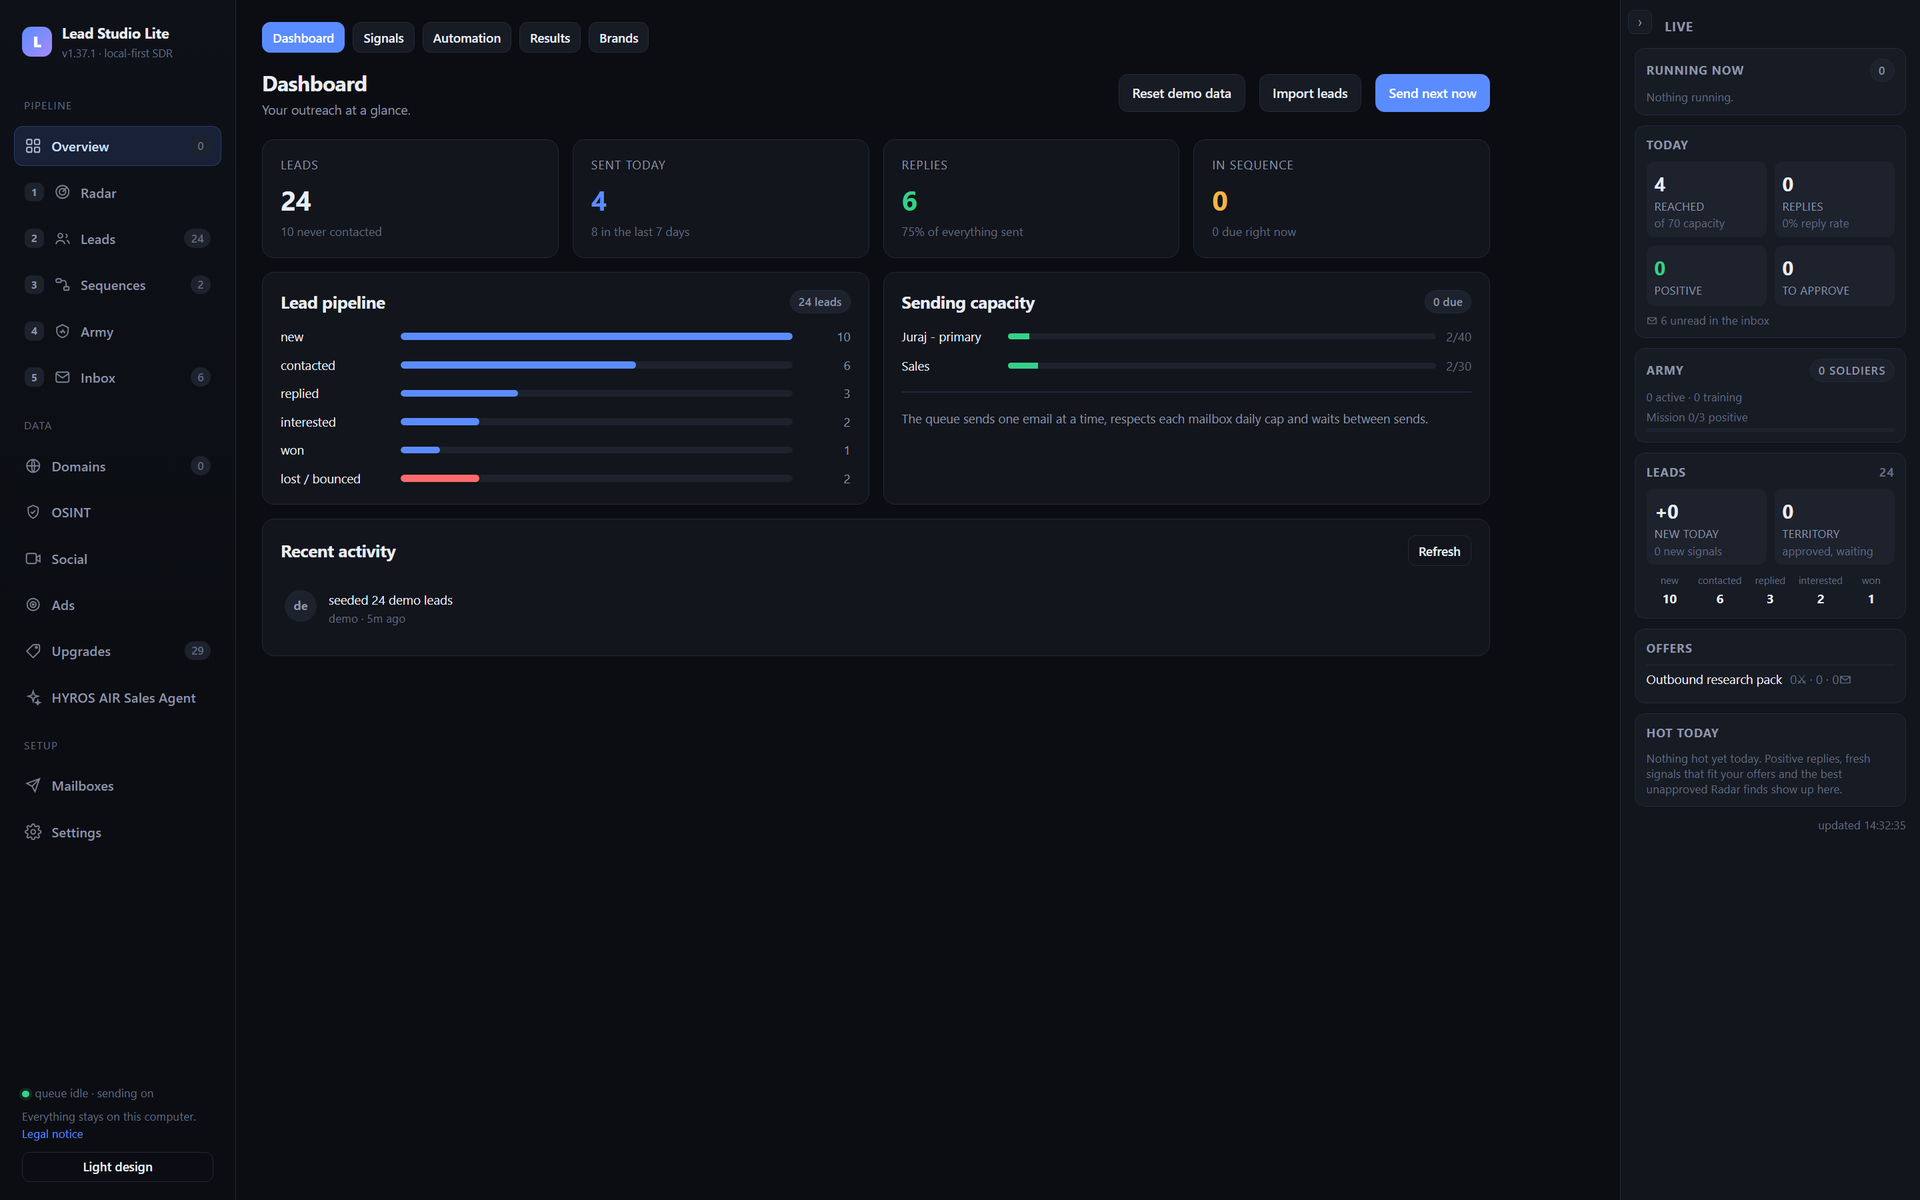 L
Lead Studio Lite
v1.37.1 · local-first SDR
PIPELINE
Overview 0
1 Radar
2 Leads 24
3 Sequences 2
4 Army
5 Inbox 6
DATA
Domains 0
OSINT
Social
Ads
Upgrades 29
HYROS AIR Sales Agent
SETUP
Mailboxes
Settings
queue idle · sending on
Everything stays on this computer.
Legal notice
Light design
Dashboard Signals Automation Results Brands
Dashboard
Your outreach at a glance.
Reset demo data Import leads Send next now
LEADS
24
10 never contacted
SENT TODAY
4
8 in the last 7 days
REPLIES
6
75% of everything sent
IN SEQUENCE
0
0 due right now
Lead pipeline 24 leads
new 10
contacted 6
replied 3
interested 2
won 1
lost / bounced 2
Sending capacity 0 due
Juraj - primary 2/40
Sales 2/30
The queue sends one email at a time, respects each mailbox daily cap and waits between sends.
Recent activity Refresh
de
seeded 24 demo leads
demo · 5m ago
› LIVE
RUNNING NOW 0
Nothing running.
TODAY
4
REACHED
of 70 capacity
0
REPLIES
0% reply rate
0
POSITIVE
0
TO APPROVE
6 unread in the inbox
ARMY 0 SOLDIERS
0 active · 0 training
Mission 0/3 positive
LEADS 24
+0
NEW TODAY
0 new signals
0
TERRITORY
approved, waiting
new contacted replied interested won
10 6 3 2 1
OFFERS
Outbound research pack 0⚔ · 0 · 0✉
HOT TODAY
Nothing hot yet today. Positive replies, fresh
signals that fit your offers and the best
unapproved Radar finds show up here.
updated 14:32:35